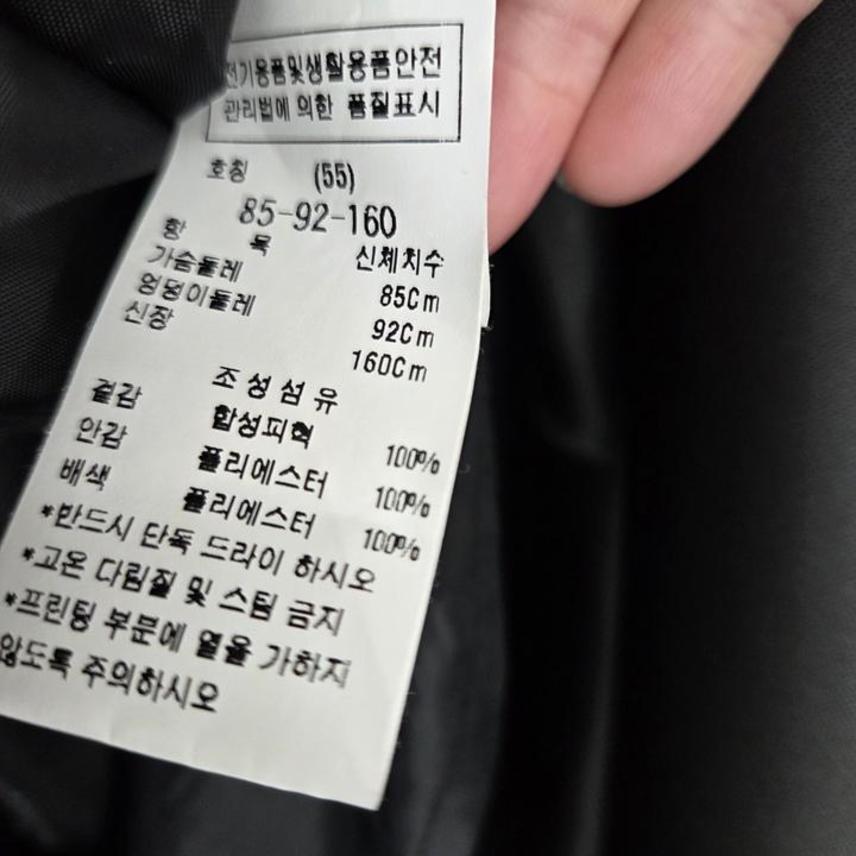 전기용품및생활용품안전
관리법에 의한 품질표시
호칭 (55)
85-92-160
항 목 신체치수
가슴둘레 85Cm
엉덩이둘레 92Cm
신장 160Cm
조성섬유
겉감 합성피혁 100%
안감 폴리에스터 100%
배색 폴리에스터 100%
*반드시 단독 드라이 하시오
*고온 다림질 및 스팀 금지
*프린팅 부분에 열을 가하지
않도록 주의하시오